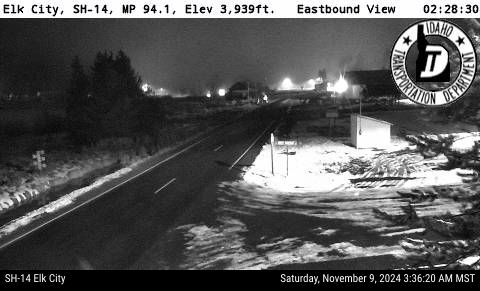 Elk City, SH-14, MP 94.1, Elev 3,939ft. Eastbound View 02:28:30
IDAHO
TRANSPORTATION DEPARTMENT
SH-14 Elk City Saturday, November 9, 2024 3:36:20 AM MST